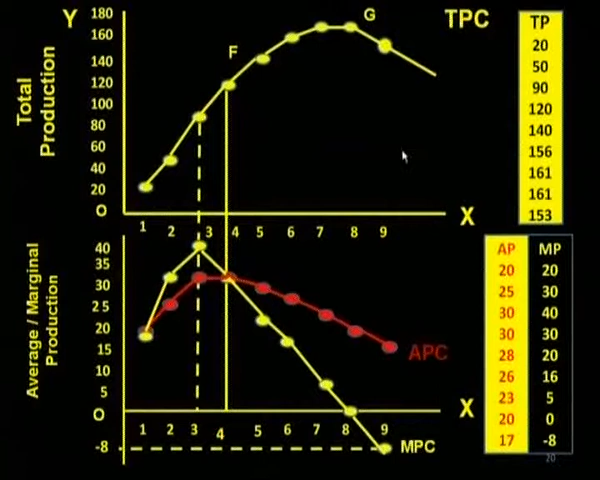 Y
TPC
G
F
Total
Production
180
160
140
120
100
80
60
40
20
O
1 2 3 4 5 6 7 8 9
X
TP
20
50
90
120
140
156
161
161
153
Average / Marginal
Production
40
35
30
25
20
15
10
5
O
-8
APC
X
1 2 3 4 5 6 7 8 9
MPC
AP MP
20 20
25 30
30 40
30 30
28 20
26 16
23 5
20 0
17 -8
20